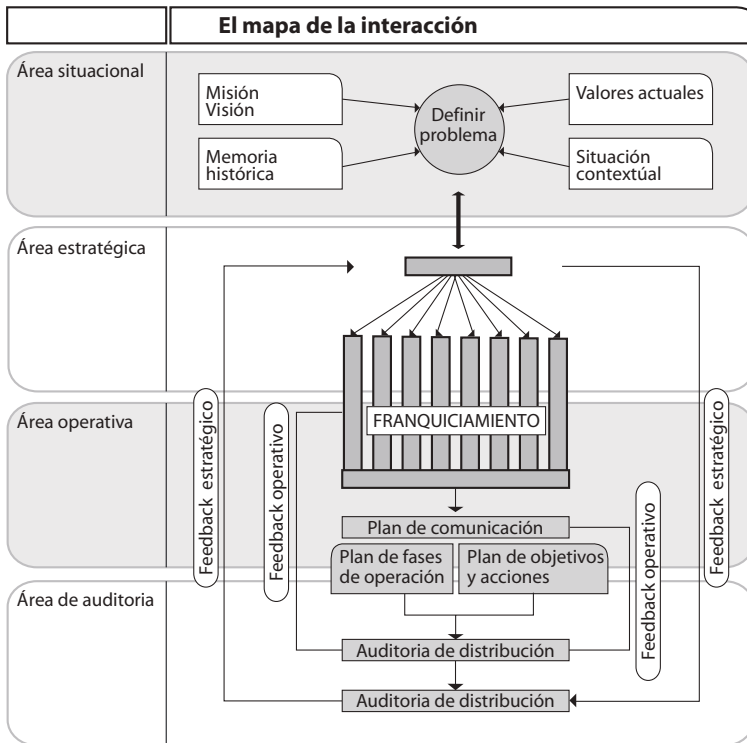 El mapa de la interacción
Área situacional
Misión
Visión
Memoria
histórica
Definir
problema
Valores actuales
Situación
contextúal
Área estratégica
Feedback estratégico
Feedback operativo
FRANQUICIAMIENTO
Feedback operativo
Feedback estratégico
Área operativa
Plan de comunicación
Plan de fases
de operación
Plan de objetivos
y acciones
Área de auditoria
Auditoria de distribución
Auditoria de distribución